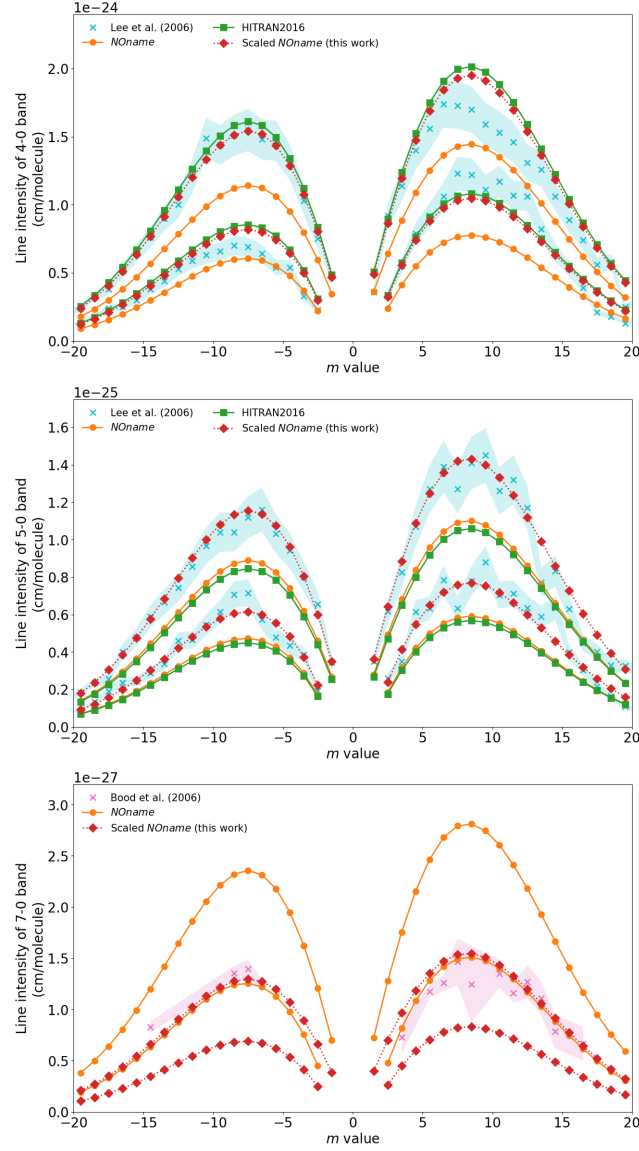 1e−24
Lee et al. (2006)
NOname
HITRAN2016
Scaled NOname (this work)
Line intensity of 4-0 band
(cm/molecule)
2.0
1.5
1.0
0.5
0.0
−20 −15 −10 −5 0 5 10 15 20
m value
1e−25
Lee et al. (2006)
NOname
HITRAN2016
Scaled NOname (this work)
Line intensity of 5-0 band
(cm/molecule)
1.6
1.4
1.2
1.0
0.8
0.6
0.4
0.2
0.0
−20 −15 −10 −5 0 5 10 15 20
m value
1e−27
Bood et al. (2006)
NOname
Scaled NOname (this work)
Line intensity of 7-0 band
(cm/molecule)
3.0
2.5
2.0
1.5
1.0
0.5
0.0
−20 −15 −10 −5 0 5 10 15 20
m value